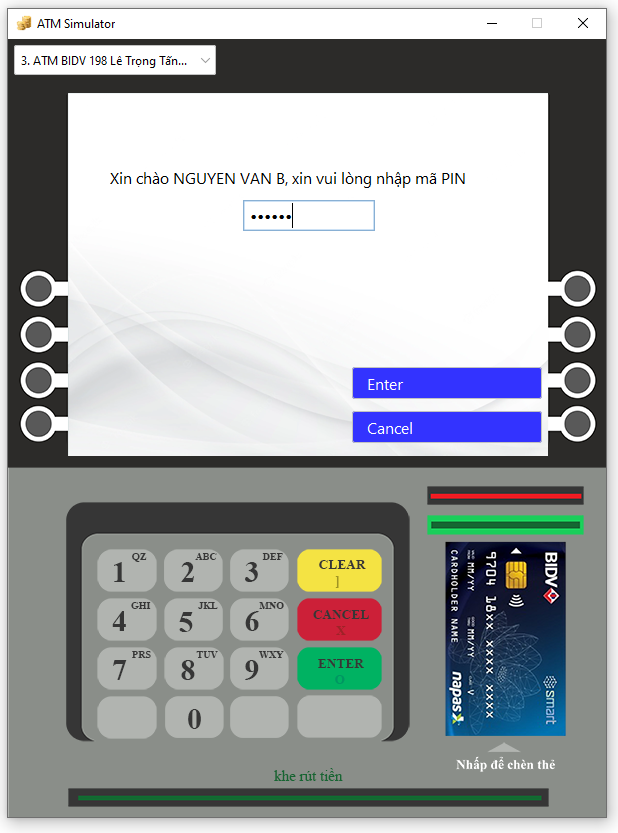 ATM Simulator
3. ATM BIDV 198 Lê Trọng Tấn...
Xin chào NGUYEN VAN B, xin vui lòng nhập mã PIN
••••••
Enter
Cancel
1 QZ
2 ABC
3 DEF
CLEAR
]
4 GHI
5 JKL
6 MNO
CANCEL
X
7 PRS
8 TUV
9 WXY
ENTER
O
0
BIDV
smart
9704 18xx xxxx xxxx
MM/YY
MM/YY
V
CARDHOLDER NAME
napas
Nhấp để chèn thẻ
khe rút tiền